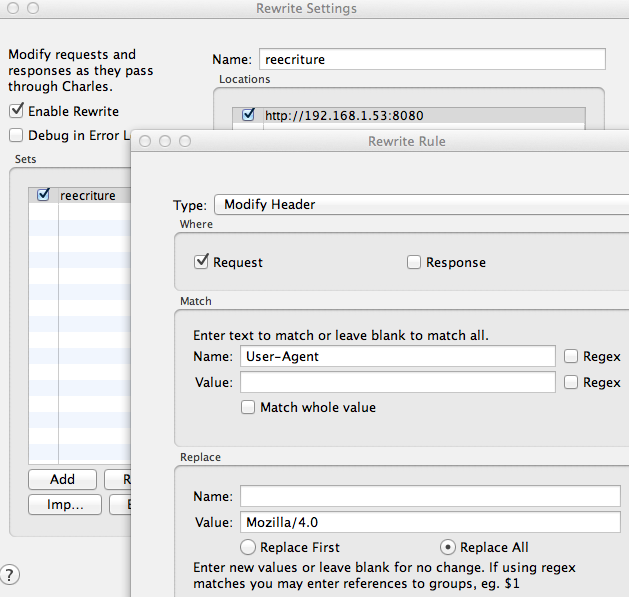 Rewrite Settings
Modify requests and
responses as they pass
through Charles.
Enable Rewrite
Debug in Error L
Sets
reecriture
Add
R
Imp...
E
?
Name: reecriture
Locations
http://192.168.1.53:8080
Rewrite Rule
Type: Modify Header
Where
Request Response
Match
Enter text to match or leave blank to match all.
Name: User-Agent Regex
Value: Regex
Match whole value
Replace
Name:
Value: Mozilla/4.0
Replace First Replace All
Enter new values or leave blank for no change. If using regex
matches you may enter references to groups, eg. $1